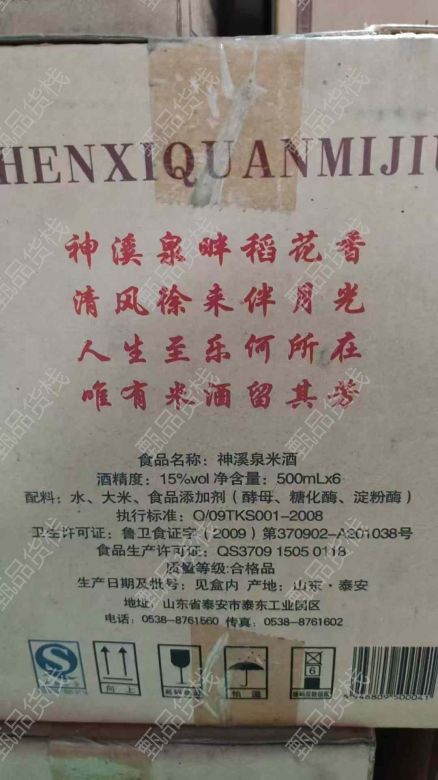 SHENXIQUANMIJIU
神溪泉畔稻花香
清风徐来伴月光
人生至乐何所在
唯有米酒留其芳
食品名称：神溪泉米酒
酒精度：15%vol 净含量：500mLx6
配料：水、大米、食品添加剂（酵母、糖化酶、淀粉酶）
执行标准：Q/09TKS001-2008
卫生许可证：鲁卫食证字（2009）第370902-A201038号
食品生产许可证：QS3709 1505 0118
质量等级:合格品
生产日期及批号：见盒内 产地：山东·泰安
地址：山东省泰安市泰东工业园区
电话：0538-8761560 传真：0538-8761602
向上
怕湿
6
甄品货栈